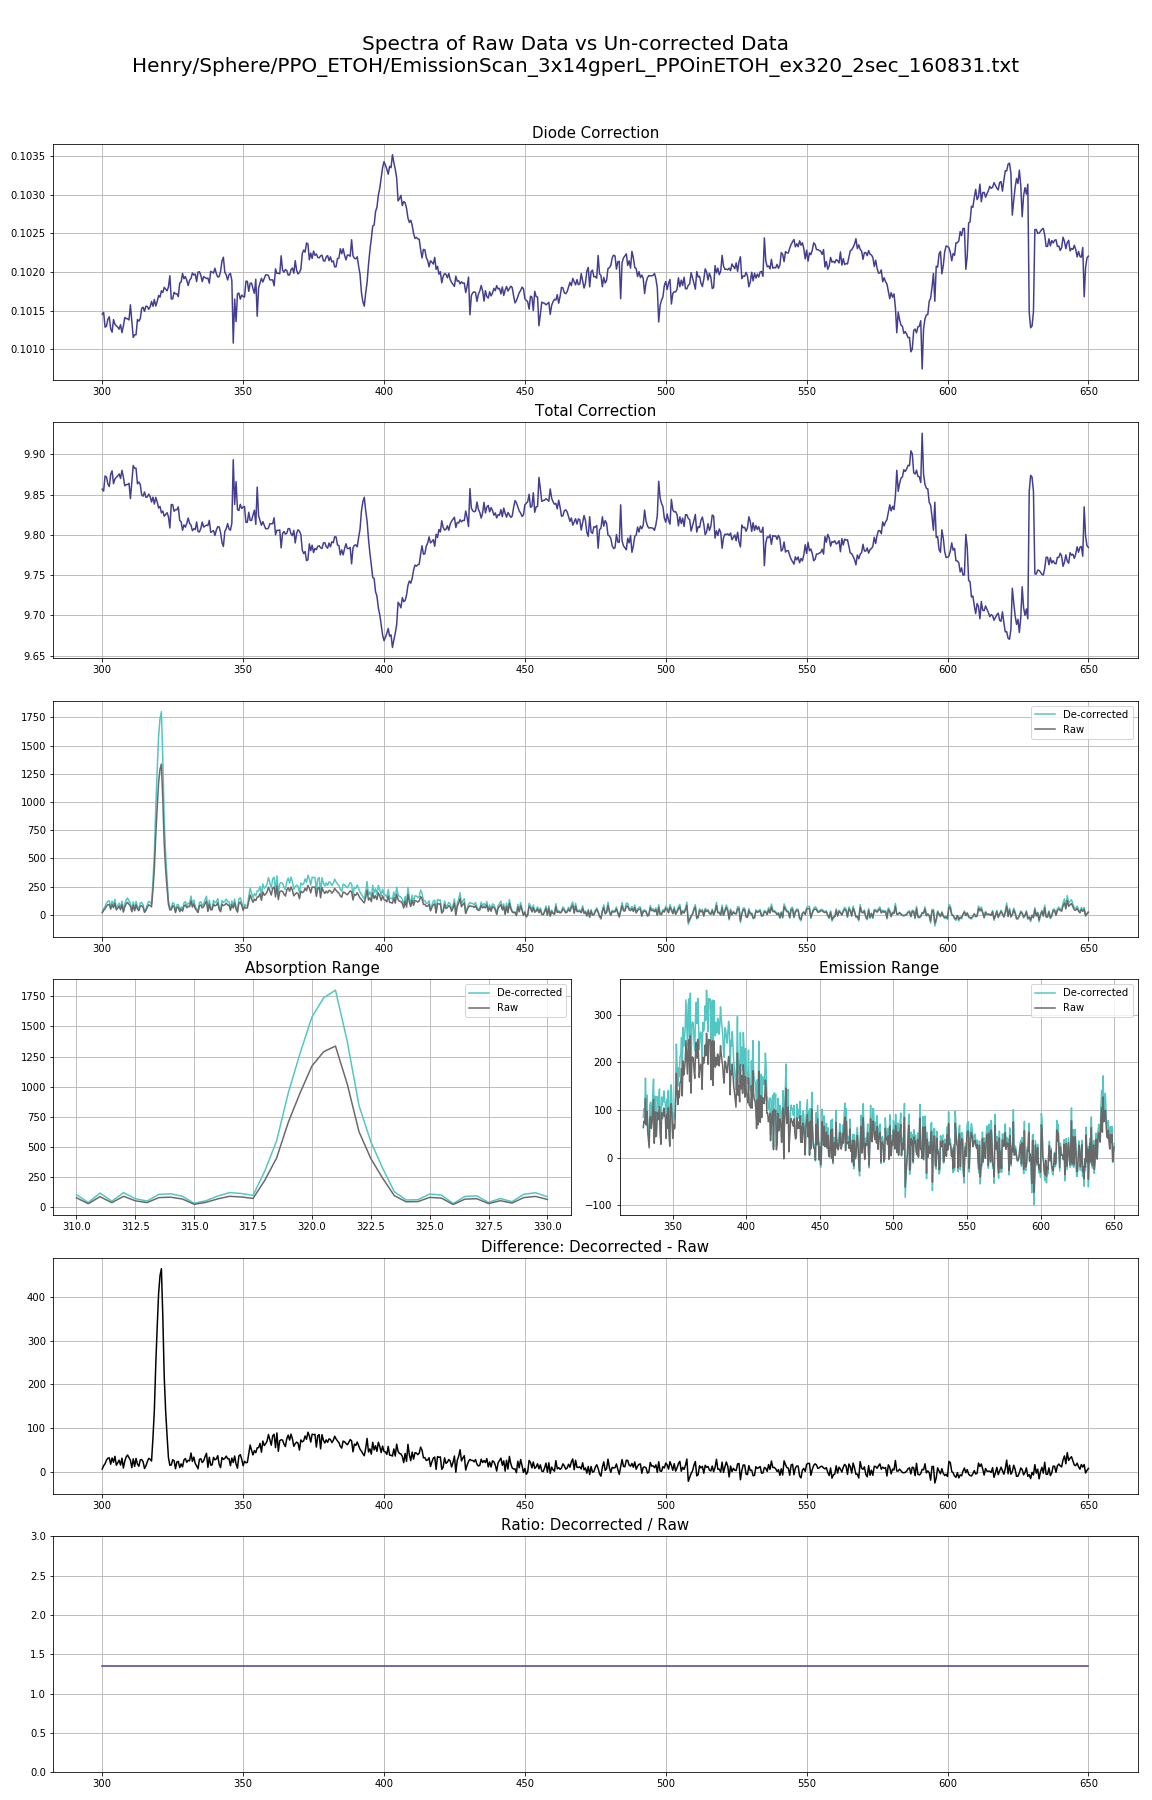 Spectra of Raw Data vs Un-corrected Data
Henry/Sphere/PPO_ETOH/EmissionScan_3x14gperL_PPOinETOH_ex320_2sec_160831.txt
Diode Correction
0.1035
0.1030
0.1025
0.1020
0.1015
0.1010
300 350 400 450 500 550 600 650
Total Correction
9.90
9.85
9.80
9.75
9.70
9.65
300 350 400 450 500 550 600 650
De-corrected
Raw
1750
1500
1250
1000
750
500
250
0
300 350 400 450 500 550 600 650
Absorption Range
De-corrected
Raw
1750
1500
1250
1000
750
500
250
0
310.0 312.5 315.0 317.5 320.0 322.5 325.0 327.5 330.0
Emission Range
De-corrected
Raw
300
200
100
0
−100
350 400 450 500 550 600 650
Difference: Decorrected - Raw
400
300
200
100
0
300 350 400 450 500 550 600 650
Ratio: Decorrected / Raw
3.0
2.5
2.0
1.5
1.0
0.5
0.0
300 350 400 450 500 550 600 650